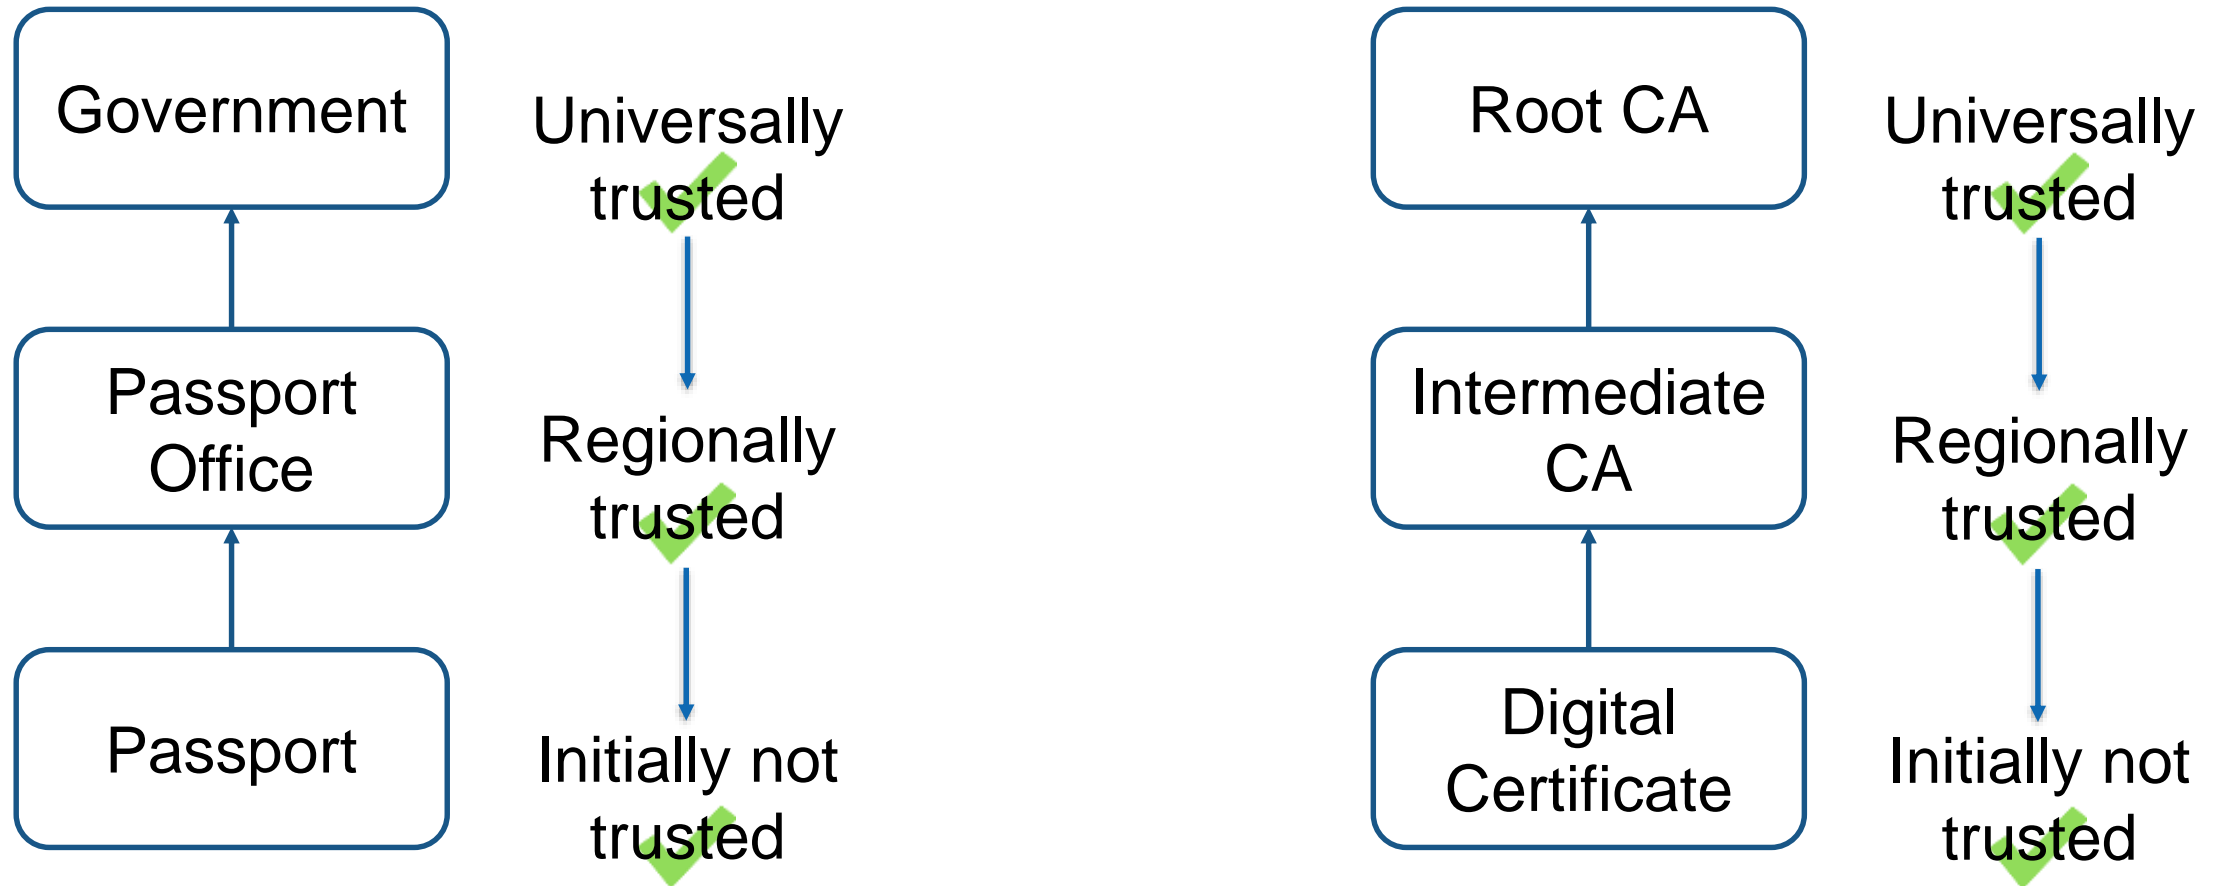 Government
Universally
trusted
Passport
Office
Regionally
trusted
Passport
Initially not
trusted
Root CA
Universally
trusted
Intermediate
CA
Regionally
trusted
Digital
Certificate
Initially not
trusted